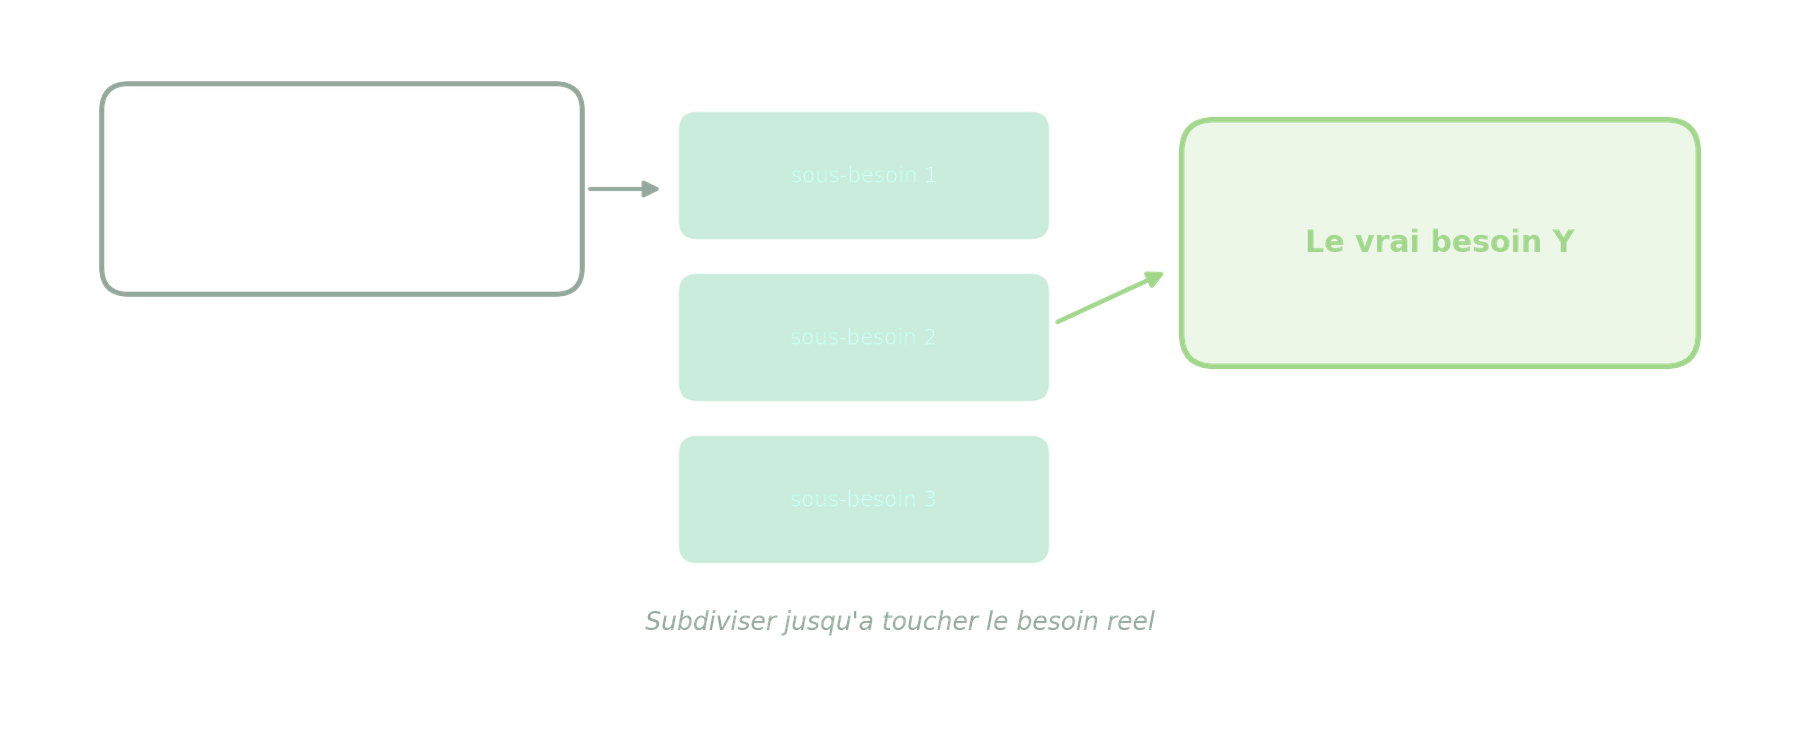 sous-besoin 1
sous-besoin 2
sous-besoin 3
Le vrai besoin Y
Subdiviser jusqu'a toucher le besoin reel